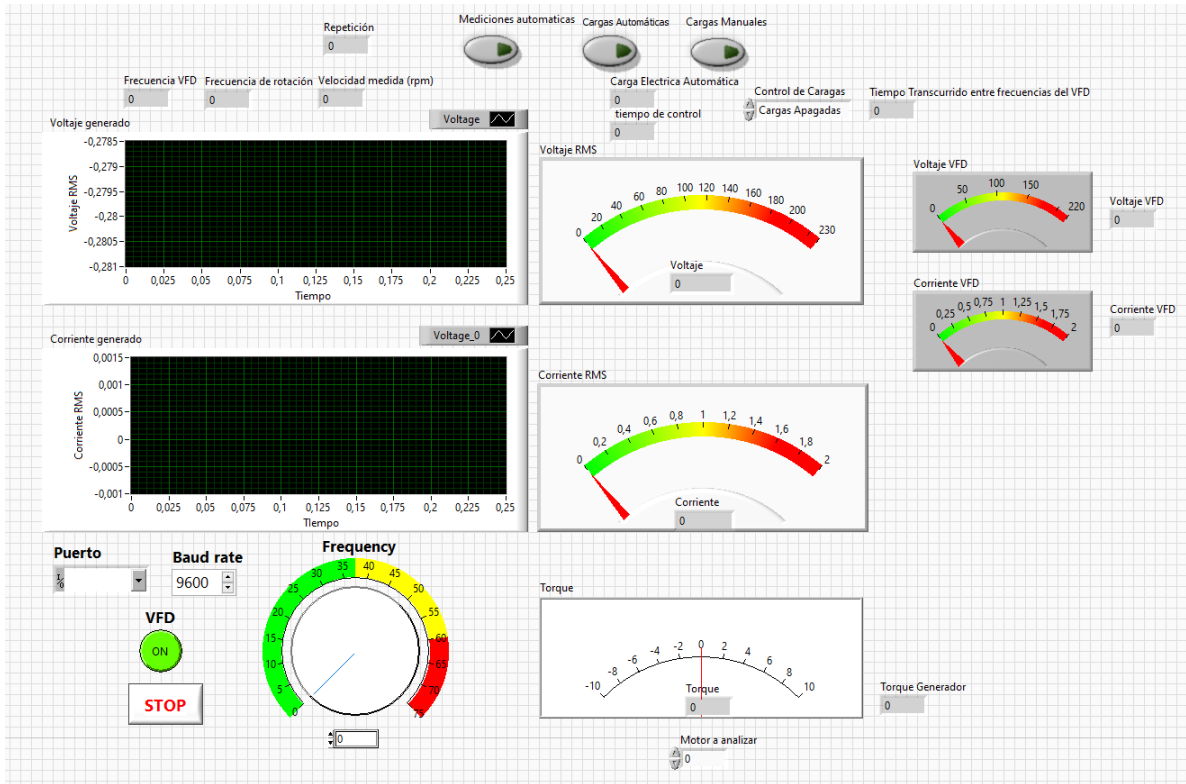 Mediciones automaticas
Cargas Automáticas
Cargas Manuales
Repetición
0
Frecuencia VFD
0
Frecuencia de rotación
0
Velocidad medida (rpm)
0
Carga Electrica Automática
0
tiempo de control
0
Control de Caragas
Cargas Apagadas
Tiempo Transcurrido entre frecuencias del VFD
0
Voltaje generado
Voltage
Voltaje RMS
-0,2785
-0,279
-0,2795
-0,28
-0,2805
-0,281
0 0,025 0,05 0,075 0,1 0,125 0,15 0,175 0,2 0,225 0,25
Tiempo
Voltaje RMS
0 20 40 60 80 100 120 140 160 180 200 230
Voltaje
0
Voltaje VFD
0 50 100 150 220
Voltaje VFD
0
Corriente VFD
0 0,25 0,5 0,75 1 1,25 1,5 1,75 2
Corriente VFD
0
Corriente generado
Voltage_0
Corriente RMS
0,0015
0,001
0,0005
0
-0,0005
-0,001
0 0,025 0,05 0,075 0,1 0,125 0,15 0,175 0,2 0,225 0,25
TIempo
Corriente RMS
0 0,2 0,4 0,6 0,8 1 1,2 1,4 1,6 1,8 2
Corriente
0
Puerto
I/0
Baud rate
9600
VFD
ON
STOP
Frequency
0 5 10 15 20 25 30 35 40 45 50 55 60 65 70 75
0
Torque
-10 -8 -6 -4 -2 0 2 4 6 8 10
Torque
0
Torque Generador
0
Motor a analizar
0